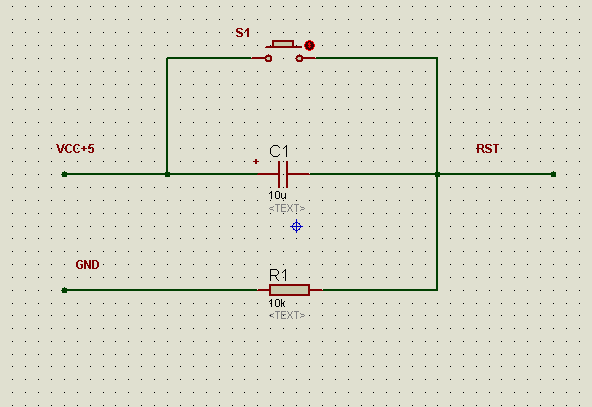 S1
VCC+5
C1
RST
10u
<TEXT>
GND
R1
10k
<TEXT>